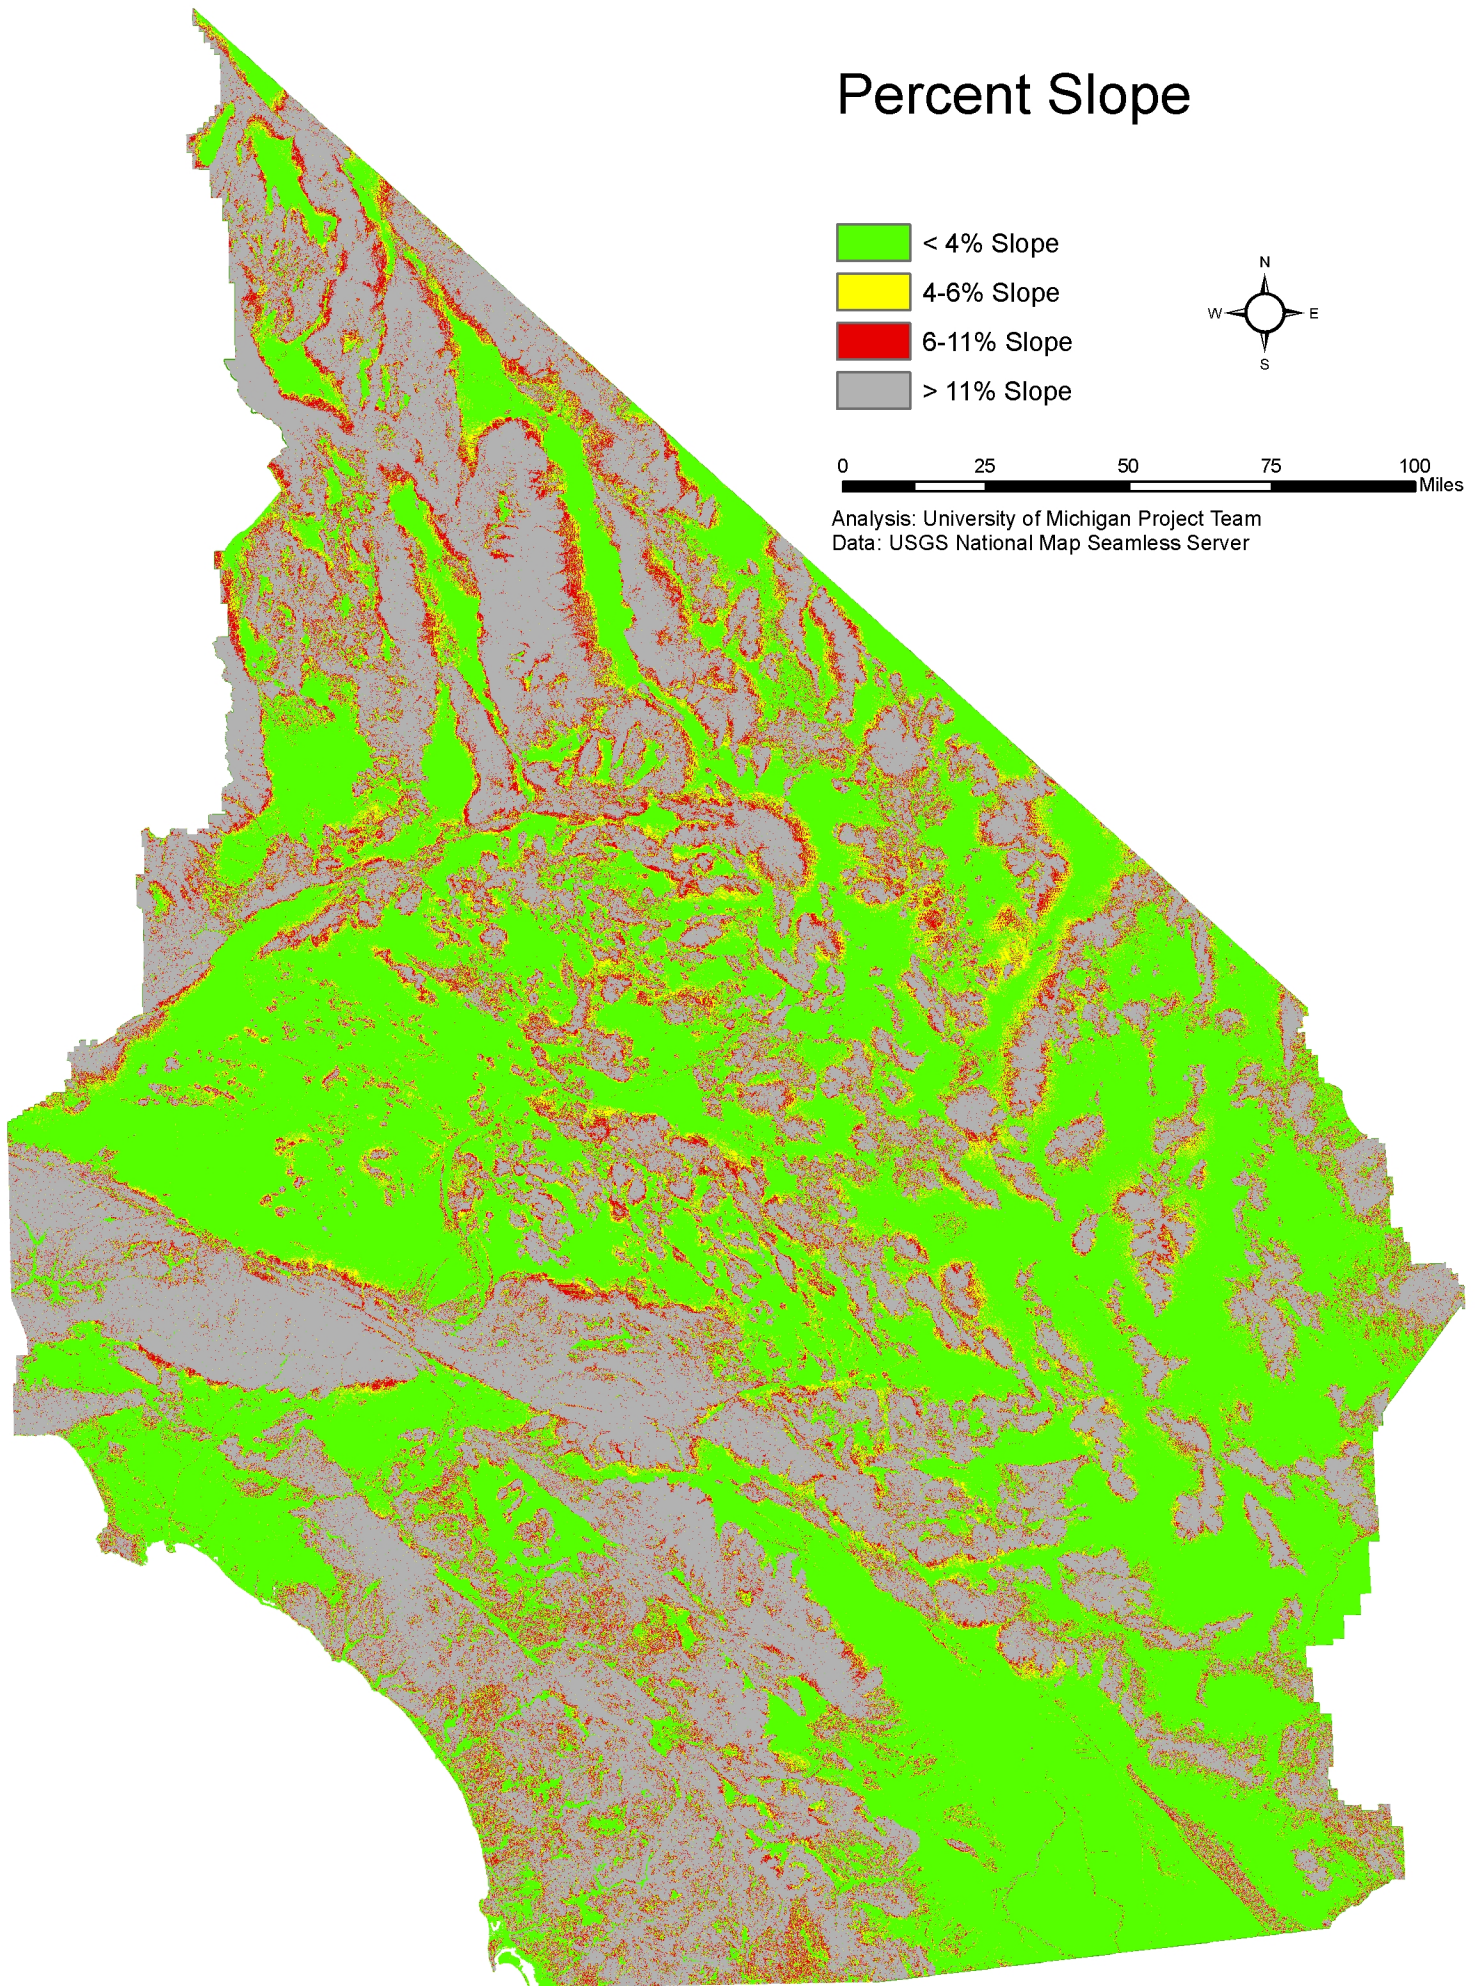 Percent Slope
< 4% Slope
4-6% Slope
6-11% Slope
> 11% Slope
N
W E
S
0 25 50 75 100
Miles
Analysis: University of Michigan Project Team
Data: USGS National Map Seamless Server